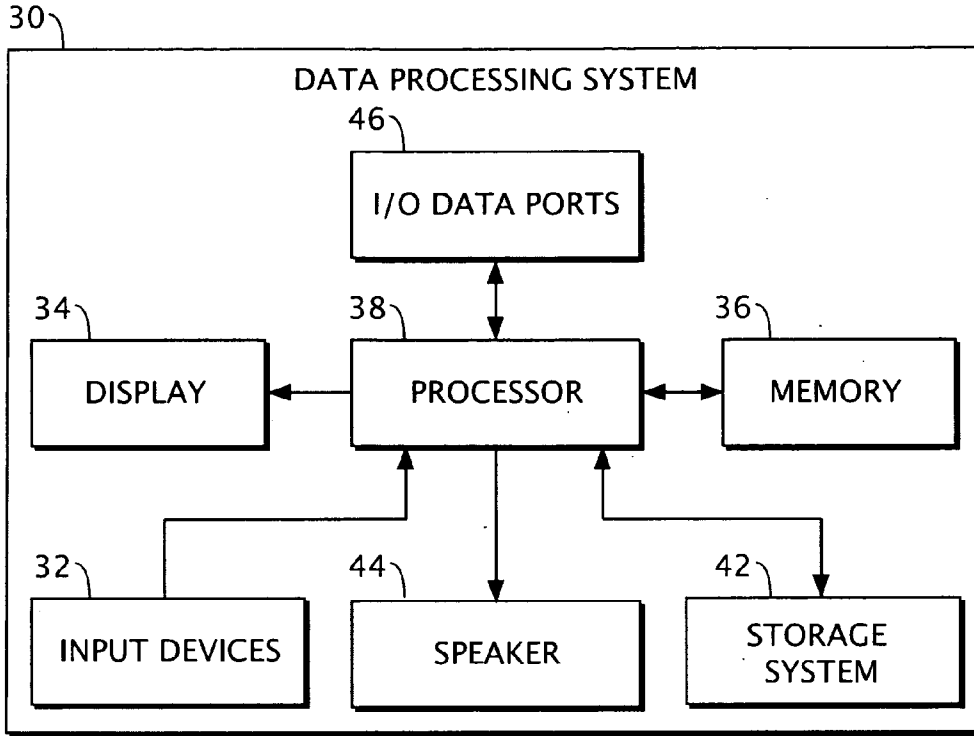 30
DATA PROCESSING SYSTEM
46
I/O DATA PORTS
34
DISPLAY
38
PROCESSOR
36
MEMORY
32
INPUT DEVICES
44
SPEAKER
42
STORAGE
SYSTEM